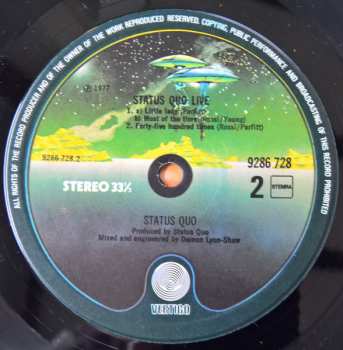 ALL RIGHTS OF THE RECORD PRODUCER AND OF THE OWNER OF THE WORK REPRODUCED RESERVED. COPYING, PUBLIC PERFORMANCE AND BROADCASTING OF THIS RECORD PROHIBITED
℗ 1977
STATUS QUO LIVE
1. a) Little lady (Parfitt)
b) Most of the time (Rossi/Young)
2. Forty-five hundred times (Rossi/Parfitt)
9286 728.2
9286 728
STEREO 33⅓
2
STEMRA
STATUS QUO
Produced by Status Quo
Mixed and engineered by Damon Lyon-Shaw
VERTIGO